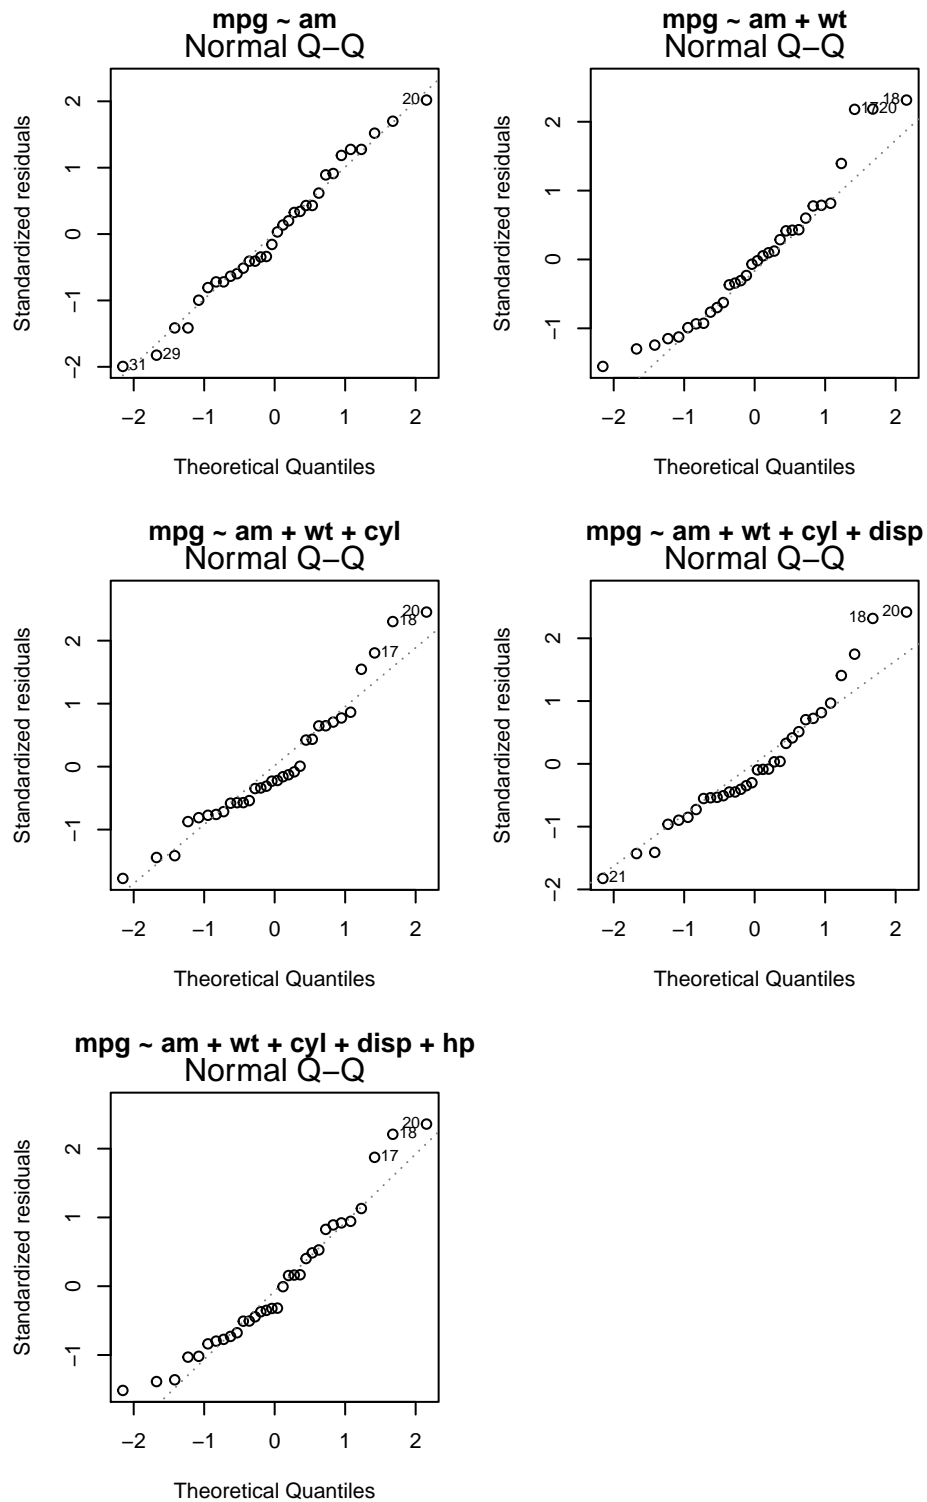 mpg ~ am
Normal Q−Q
2
1
0
−1
−2
Standardized residuals
20
31
29
−2 −1 0 1 2
Theoretical Quantiles
mpg ~ am + wt
Normal Q−Q
2
1
0
−1
Standardized residuals
18
17
20
−2 −1 0 1 2
Theoretical Quantiles
mpg ~ am + wt + cyl
Normal Q−Q
2
1
0
−1
Standardized residuals
20
18
17
−2 −1 0 1 2
Theoretical Quantiles
mpg ~ am + wt + cyl + disp
Normal Q−Q
2
1
0
−1
−2
Standardized residuals
18
20
21
−2 −1 0 1 2
Theoretical Quantiles
mpg ~ am + wt + cyl + disp + hp
Normal Q−Q
2
1
0
−1
Standardized residuals
20
18
17
−2 −1 0 1 2
Theoretical Quantiles